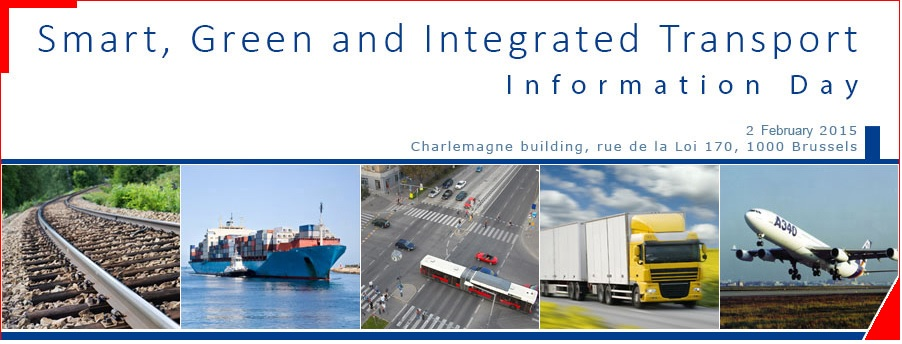 Smart, Green and Integrated Transport
Information Day
2 February 2015
Charlemagne building, rue de la Loi 170, 1000 Brussels
A340